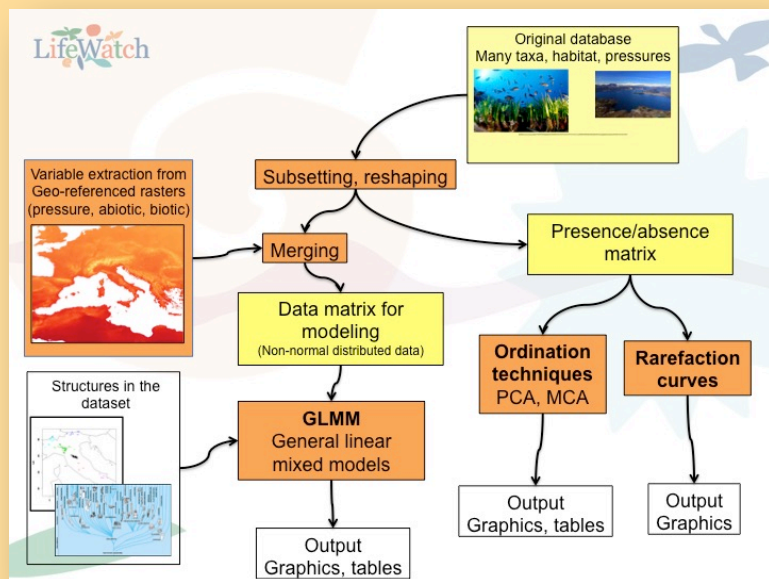 LifeWatch
Original database
Many taxa, habitat, pressures
Variable extraction from
Geo-referenced rasters
(pressure, abiotic, biotic)
Subsetting, reshaping
Merging
Presence/absence
matrix
Data matrix for
modeling
(Non-normal distributed data)
Structures in the
dataset
GLMM
General linear
mixed models
Ordination
techniques
PCA, MCA
Rarefaction
curves
Output
Graphics, tables
Output
Graphics, tables
Output
Graphics